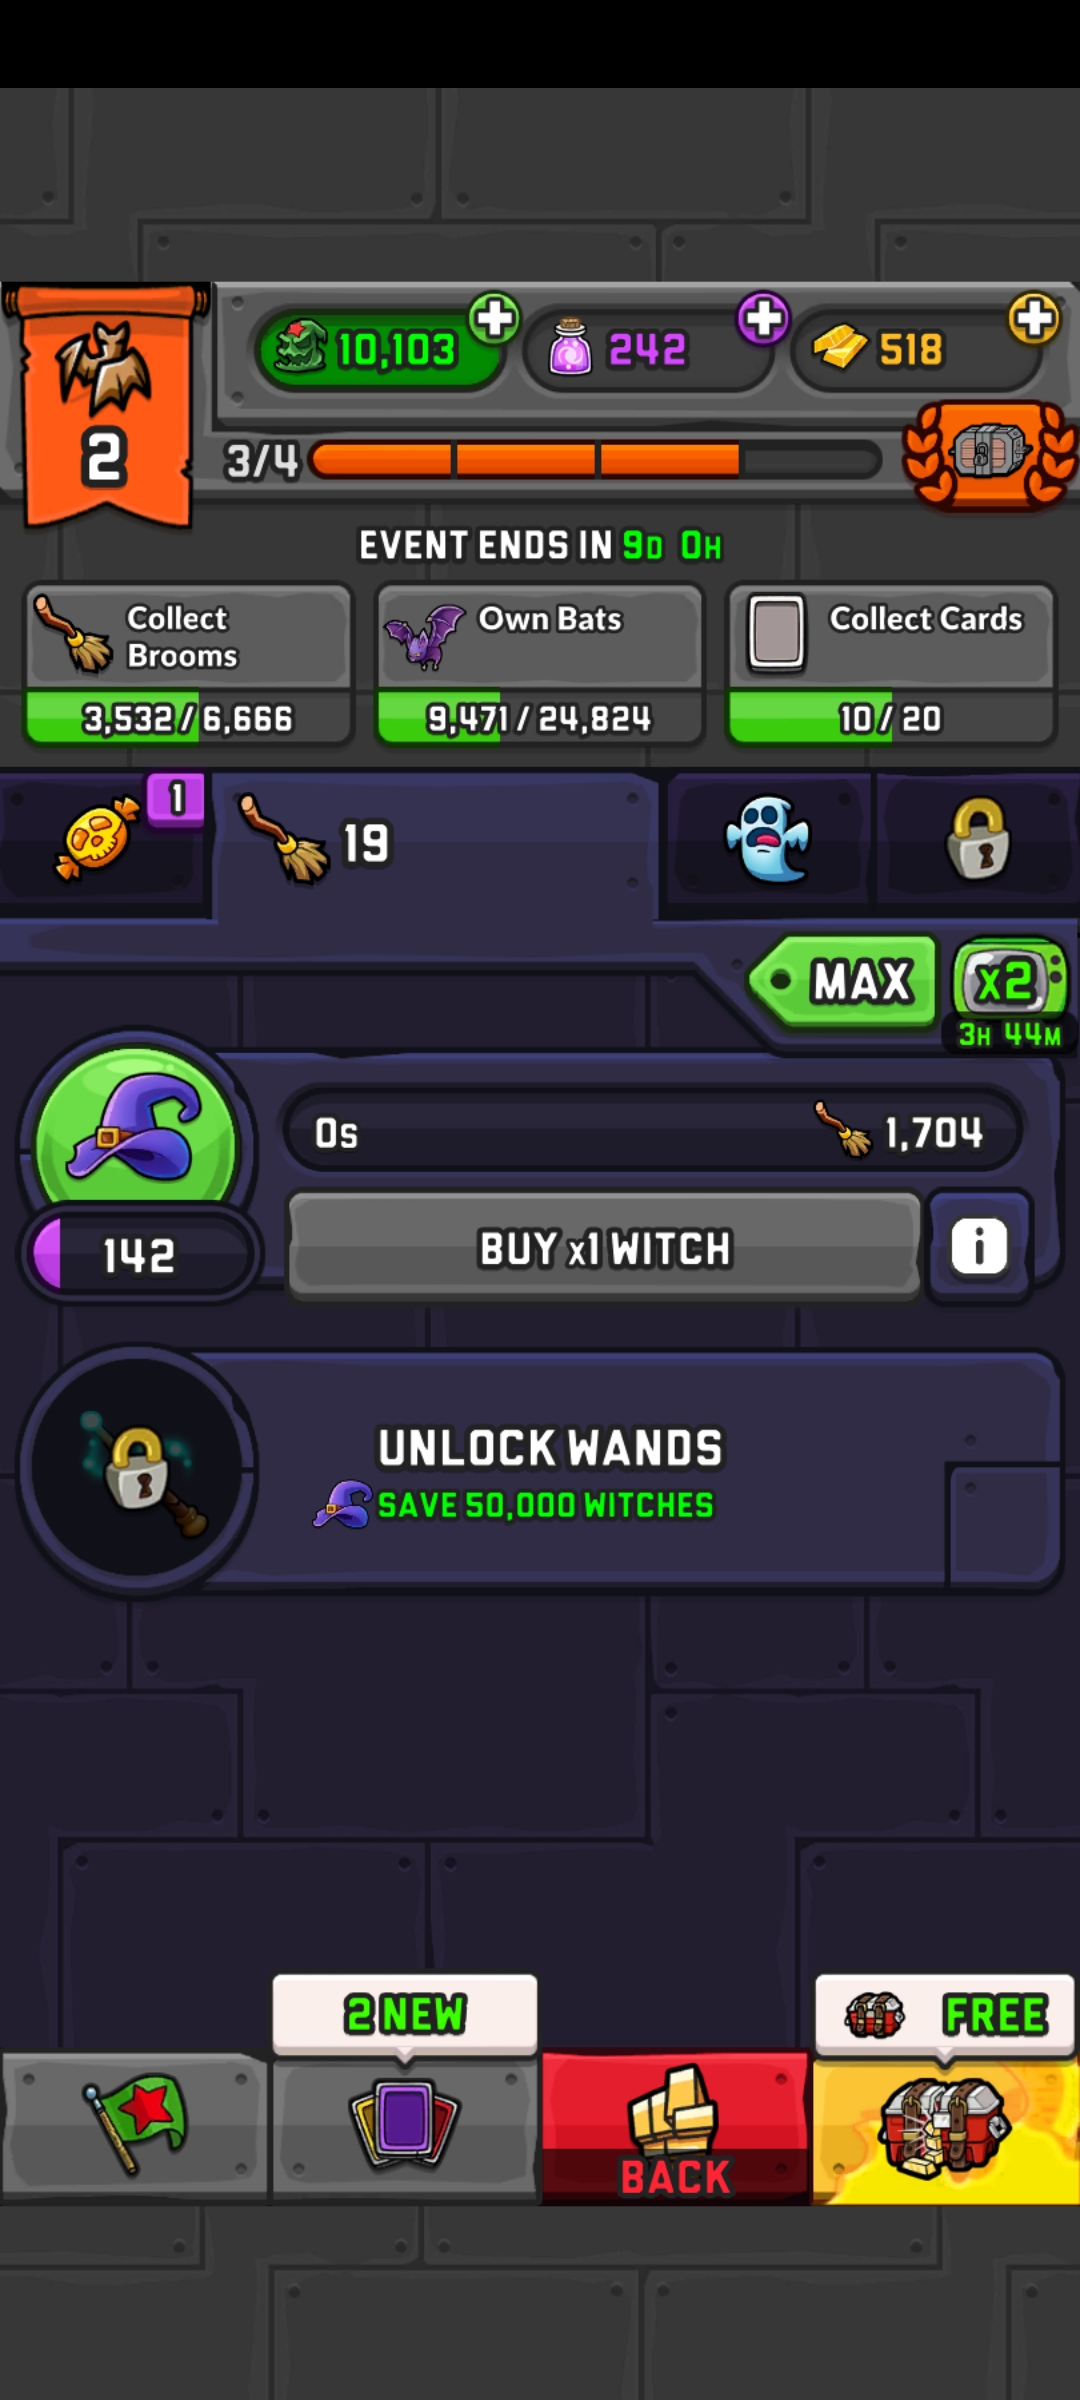 10,103
242
518
2
3/4
EVENT ENDS IN 9D 0H
Collect
Brooms
3,532 / 6,666
Own Bats
9,471 / 24,824
Collect Cards
10 / 20
1
19
MAX
x2
3H 44M
0s
1,704
142
BUY x1 WITCH
i
UNLOCK WANDS
SAVE 50,000 WITCHES
2 NEW
FREE
BACK